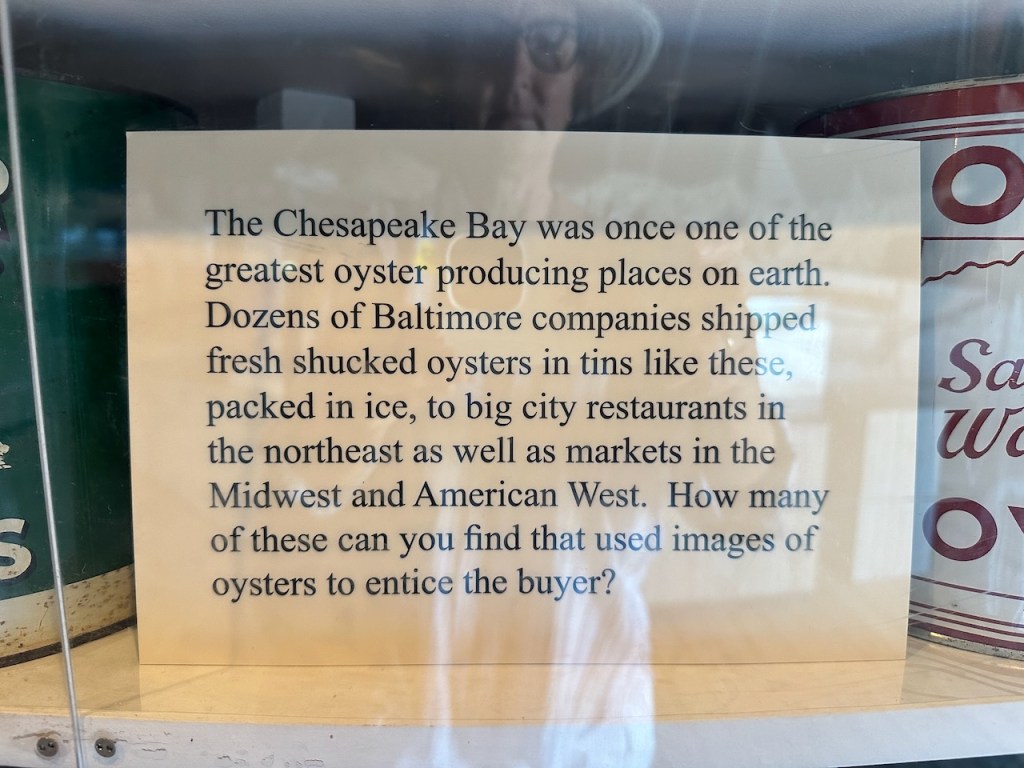 The Chesapeake Bay was once one of the
greatest oyster producing places on earth.
Dozens of Baltimore companies shipped
fresh shucked oysters in tins like these,
packed in ice, to big city restaurants in
the northeast as well as markets in the
Midwest and American West.  How many
of these can you find that used images of
oysters to entice the buyer?
O
Sa
Wa
OY
S